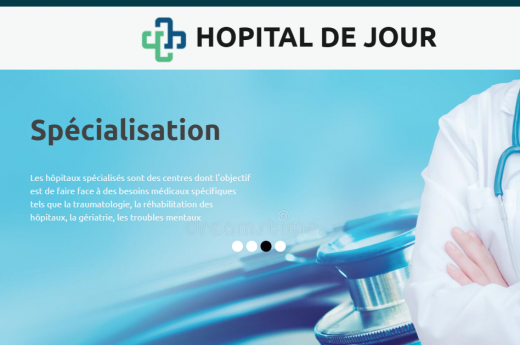 HOPITAL DE JOUR
Spécialisation
Les hôpitaux spécialisés sont des centres dont l'objectif
est de faire face à des besoins médicaux spécifiques
tels que la traumatologie, la réhabilitation des
hôpitaux, la gériatrie, les troubles mentaux
dreamstime